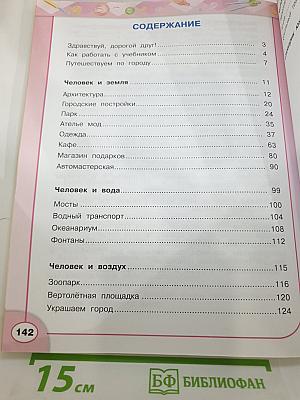 СОДЕРЖАНИЕ
Здравствуй, дорогой друг! 3
Как работать с учебником 4
Путешествуем по городу 7
Человек и земля 11
Архитектура 12
Городские постройки 20
Парк 24
Ателье мод 35
Одежда 37
Кафе 63
Магазин подарков 80
Автомастерская 90
Человек и вода 99
Мосты 100
Водный транспорт 104
Океанариум 108
Фонтаны 112
Человек и воздух 115
Зоопарк 116
Вертолётная площадка 120
Украшаем город 124
142
15 см
БФ БИБЛИОФАН